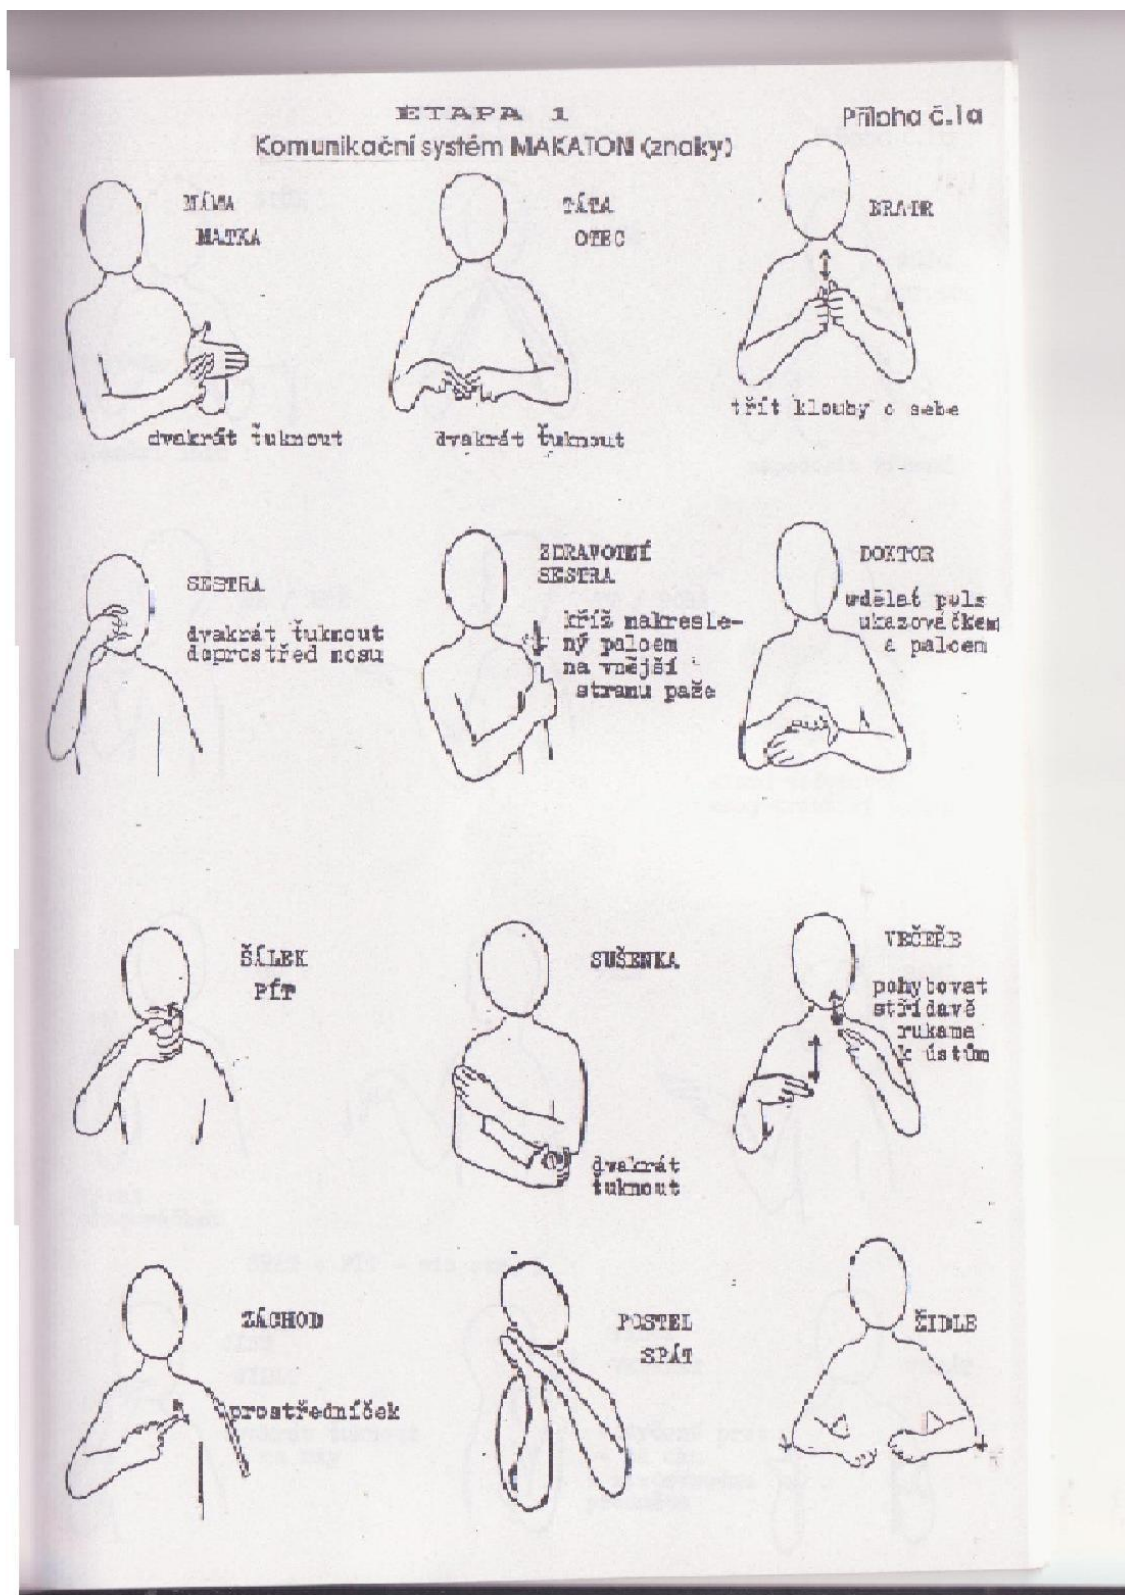 ETAPA 1
Příloha č.1a
Komunikační systém MAKATON (znaky)
MÁMA
MATKA
dvakrát ťuknout
TÁTA
OTEC
dvakrát ťuknout
BRATR
třít klouby o sebe
SESTRA
dvakrát ťuknout
doprostřed nosu
ZDRAVOTNÍ
SESTRA
kříž nakresle-
ný palcem
na vnější
stranu paže
DOKTOR
udělat puls
ukazováčkem
a palcem
ŠÁLEK
PÍT
SUŠENKA
dvakrát
ťuknout
VEČEŘE
pohybovat
střídavě
rukama
k ústům
ZÁCHOD
prostředníček
POSTEL
SPÁT
ŽIDLE